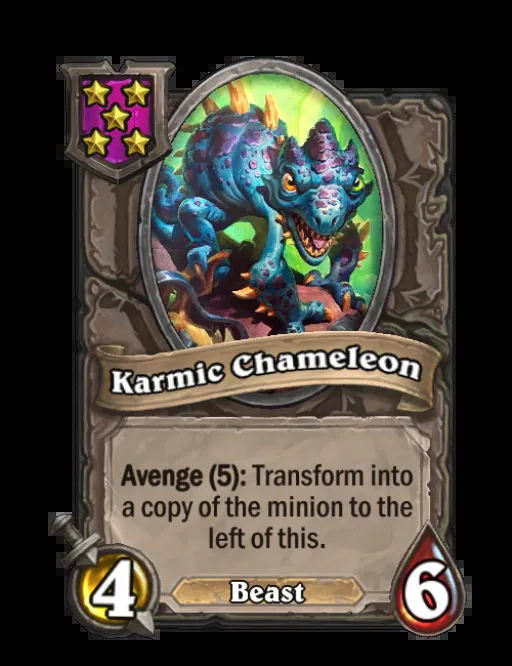 Karmic Chameleon
Avenge (5): Transform into
a copy of the minion to the
left of this.
4
Beast
6